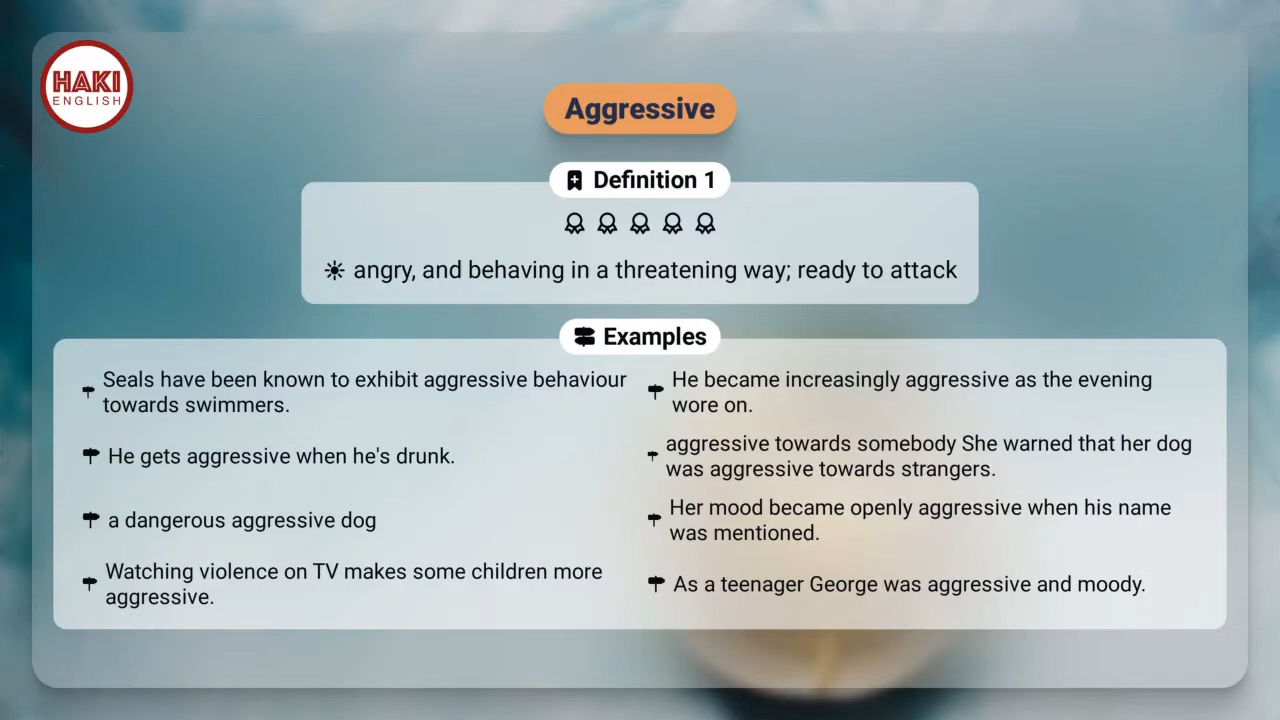 HAKI
ENGLISH
Aggressive
Definition 1
angry, and behaving in a threatening way; ready to attack
Examples
Seals have been known to exhibit aggressive behaviour
towards swimmers.
He gets aggressive when he's drunk.
a dangerous aggressive dog
Watching violence on TV makes some children more
aggressive.
He became increasingly aggressive as the evening
wore on.
aggressive towards somebody She warned that her dog
was aggressive towards strangers.
Her mood became openly aggressive when his name
was mentioned.
As a teenager George was aggressive and moody.